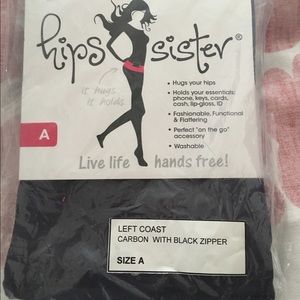 hips sister®
it hugs
it holds
• Hugs your hips
• Holds your essentials:
phone, keys, cards,
cash, lip-gloss, ID
• Fashionable, Functional
& Flattering
• Perfect "on the go"
accessory
• Washable
A
Live life hands free!
LEFT COAST
CARBON WITH BLACK ZIPPER
SIZE A